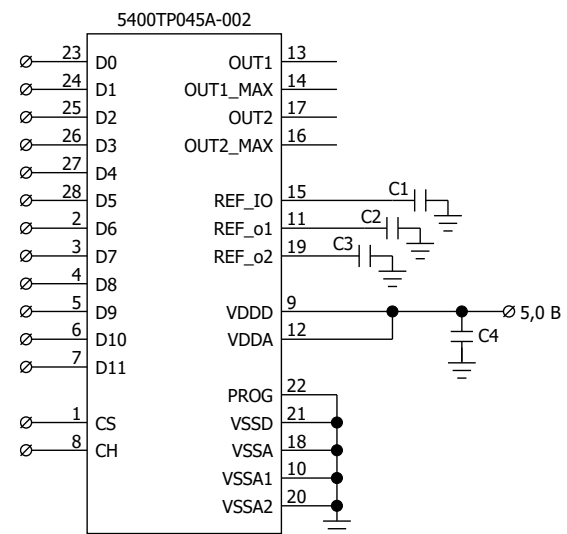 5400TP045A-002
23 D0 OUT1 13
24 D1 OUT1_MAX 14
25 D2 OUT2 17
26 D3 OUT2_MAX 16
27 D4
28 D5 REF_IO 15 C1
2 D6 REF_o1 11 C2
3 D7 REF_o2 19 C3
4 D8
5 D9 VDDD 9 5,0 В
6 D10 VDDA 12 C4
7 D11
PROG 22
1 CS VSSD 21
8 CH VSSA 18
VSSA1 10
VSSA2 20